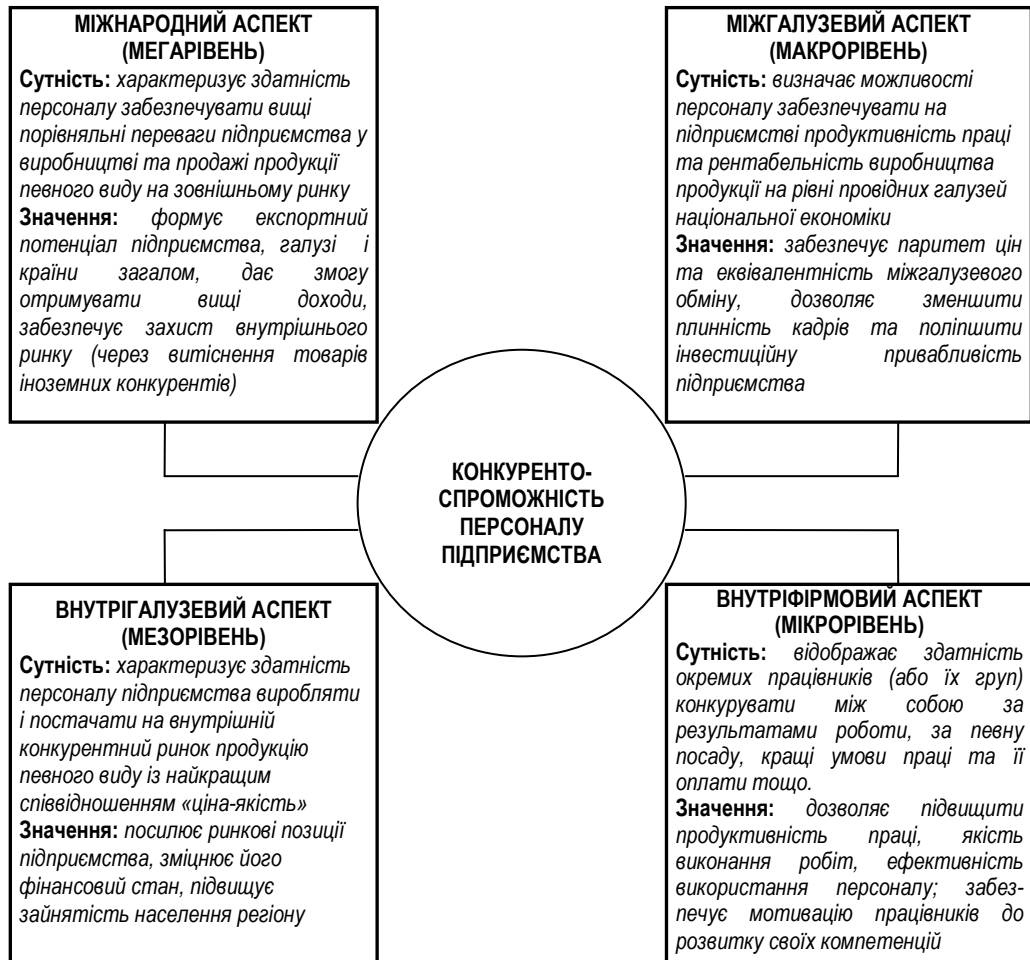 МІЖНАРОДНИЙ АСПЕКТ
(МЕГАРІВЕНЬ)
Сутність: характеризує здатність
персоналу забезпечувати вищі
порівняльні переваги підприємства у
виробництві та продажі продукції
певного виду на зовнішньому ринку
Значення: формує експортний
потенціал підприємства, галузі і
країни загалом, дає змогу
отримувати вищі доходи,
забезпечує захист внутрішнього
ринку (через витіснення товарів
іноземних конкурентів)
МІЖГАЛУЗЕВИЙ АСПЕКТ
(МАКРОРІВЕНЬ)
Сутність: визначає можливості
персоналу забезпечувати на
підприємстві продуктивність праці
та рентабельність виробництва
продукції на рівні провідних галузей
національної економіки
Значення: забезпечує паритет цін
та еквівалентність міжгалузевого
обміну, дозволяє зменшити
плинність кадрів та поліпшити
інвестиційну привабливість
підприємства
КОНКУРЕНТО-
СПРОМОЖНІСТЬ
ПЕРСОНАЛУ
ПІДПРИЄМСТВА
ВНУТРІГАЛУЗЕВИЙ АСПЕКТ
(МЕЗОРІВЕНЬ)
Сутність: характеризує здатність
персоналу підприємства виробляти
і постачати на внутрішній
конкурентний ринок продукцію
певного виду із найкращим
співвідношенням «ціна-якість»
Значення: посилює ринкові позиції
підприємства, зміцнює його
фінансовий стан, підвищує
зайнятість населення регіону
ВНУТРІФІРМОВИЙ АСПЕКТ
(МІКРОРІВЕНЬ)
Сутність: відображає здатність
окремих працівників (або їх груп)
конкурувати між собою за
результатами роботи, за певну
посаду, кращі умови праці та її
оплати тощо.
Значення: дозволяє підвищити
продуктивність праці, якість
виконання робіт, ефективність
використання персоналу; забез-
печує мотивацію працівників до
розвитку своїх компетенцій